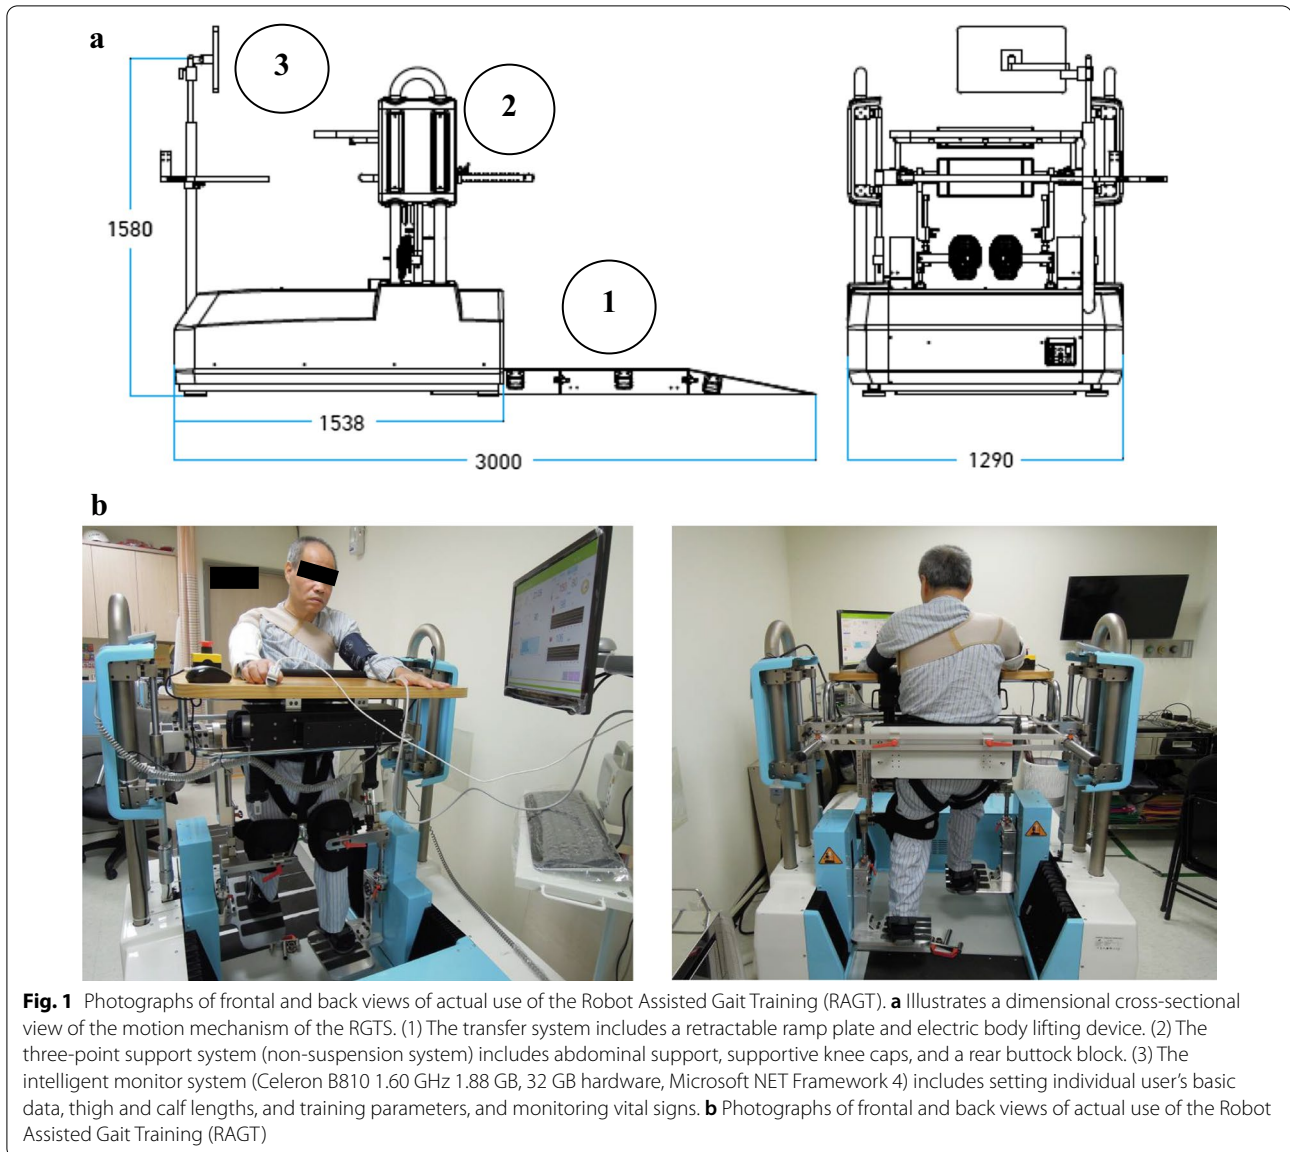 a
3
2
1580
1
1538
3000
1290
b
Fig. 1 Photographs of frontal and back views of actual use of the Robot Assisted Gait Training (RAGT). a Illustrates a dimensional cross-sectional
view of the motion mechanism of the RGTS. (1) The transfer system includes a retractable ramp plate and electric body lifting device. (2) The
three-point support system (non-suspension system) includes abdominal support, supportive knee caps, and a rear buttock block. (3) The
intelligent monitor system (Celeron B810 1.60 GHz 1.88 GB, 32 GB hardware, Microsoft NET Framework 4) includes setting individual user's basic
data, thigh and calf lengths, and training parameters, and monitoring vital signs. b Photographs of frontal and back views of actual use of the Robot
Assisted Gait Training (RAGT)